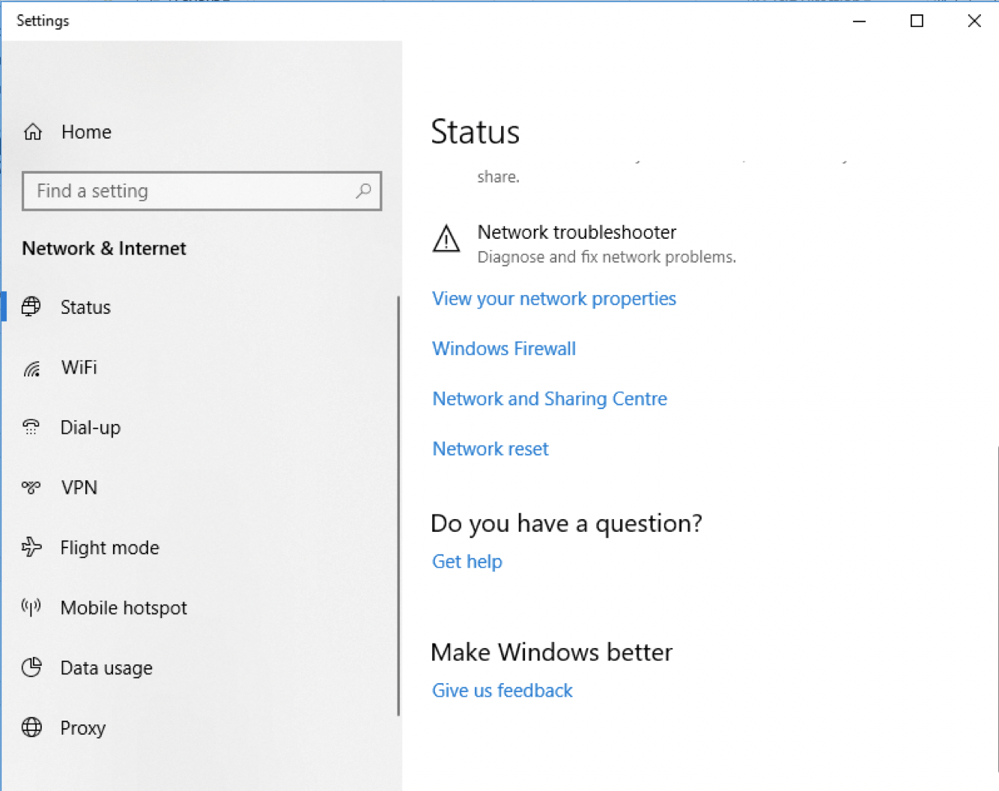 Settings
Home
Find a setting
Network & Internet
Status
WiFi
Dial-up
VPN
Flight mode
Mobile hotspot
Data usage
Proxy
Status
share.
Network troubleshooter
Diagnose and fix network problems.
View your network properties
Windows Firewall
Network and Sharing Centre
Network reset
Do you have a question?
Get help
Make Windows better
Give us feedback